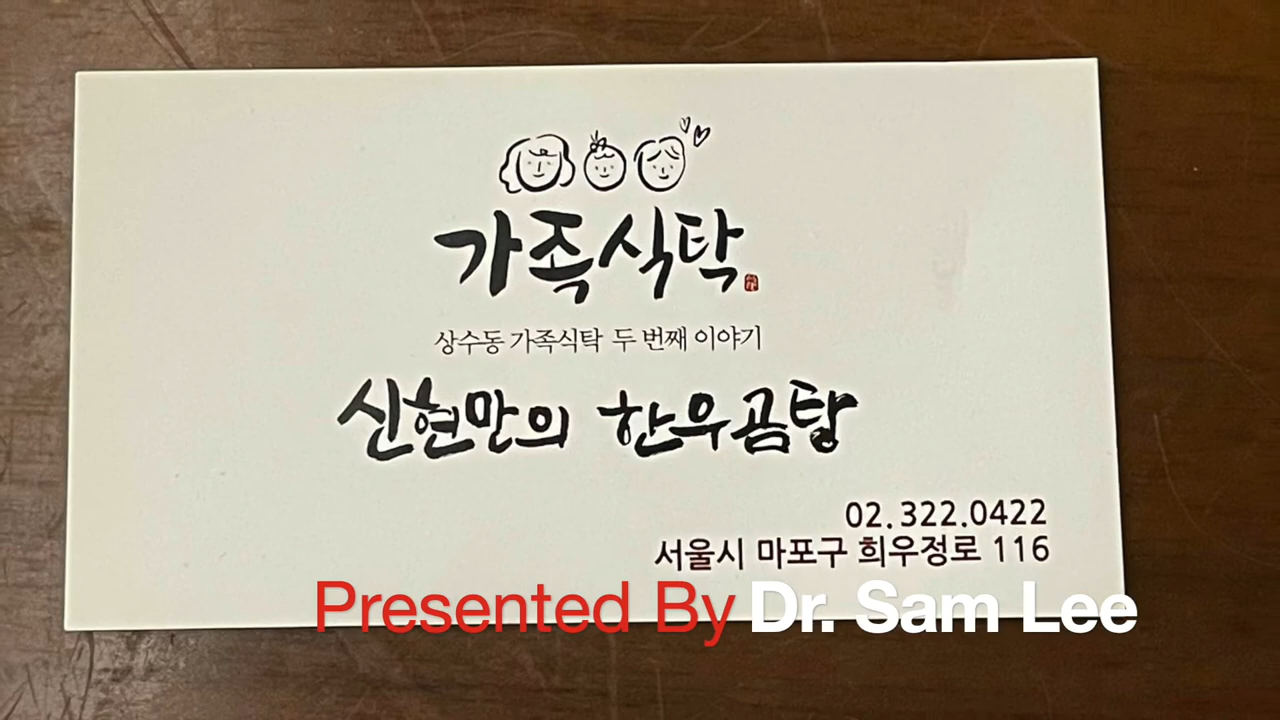 가족식탁
상수동 가족식탁 두 번째 이야기
신현만의 한우곰탕
02.322.0422
서울시 마포구 희우정로 116
Presented By Dr. Sam Lee